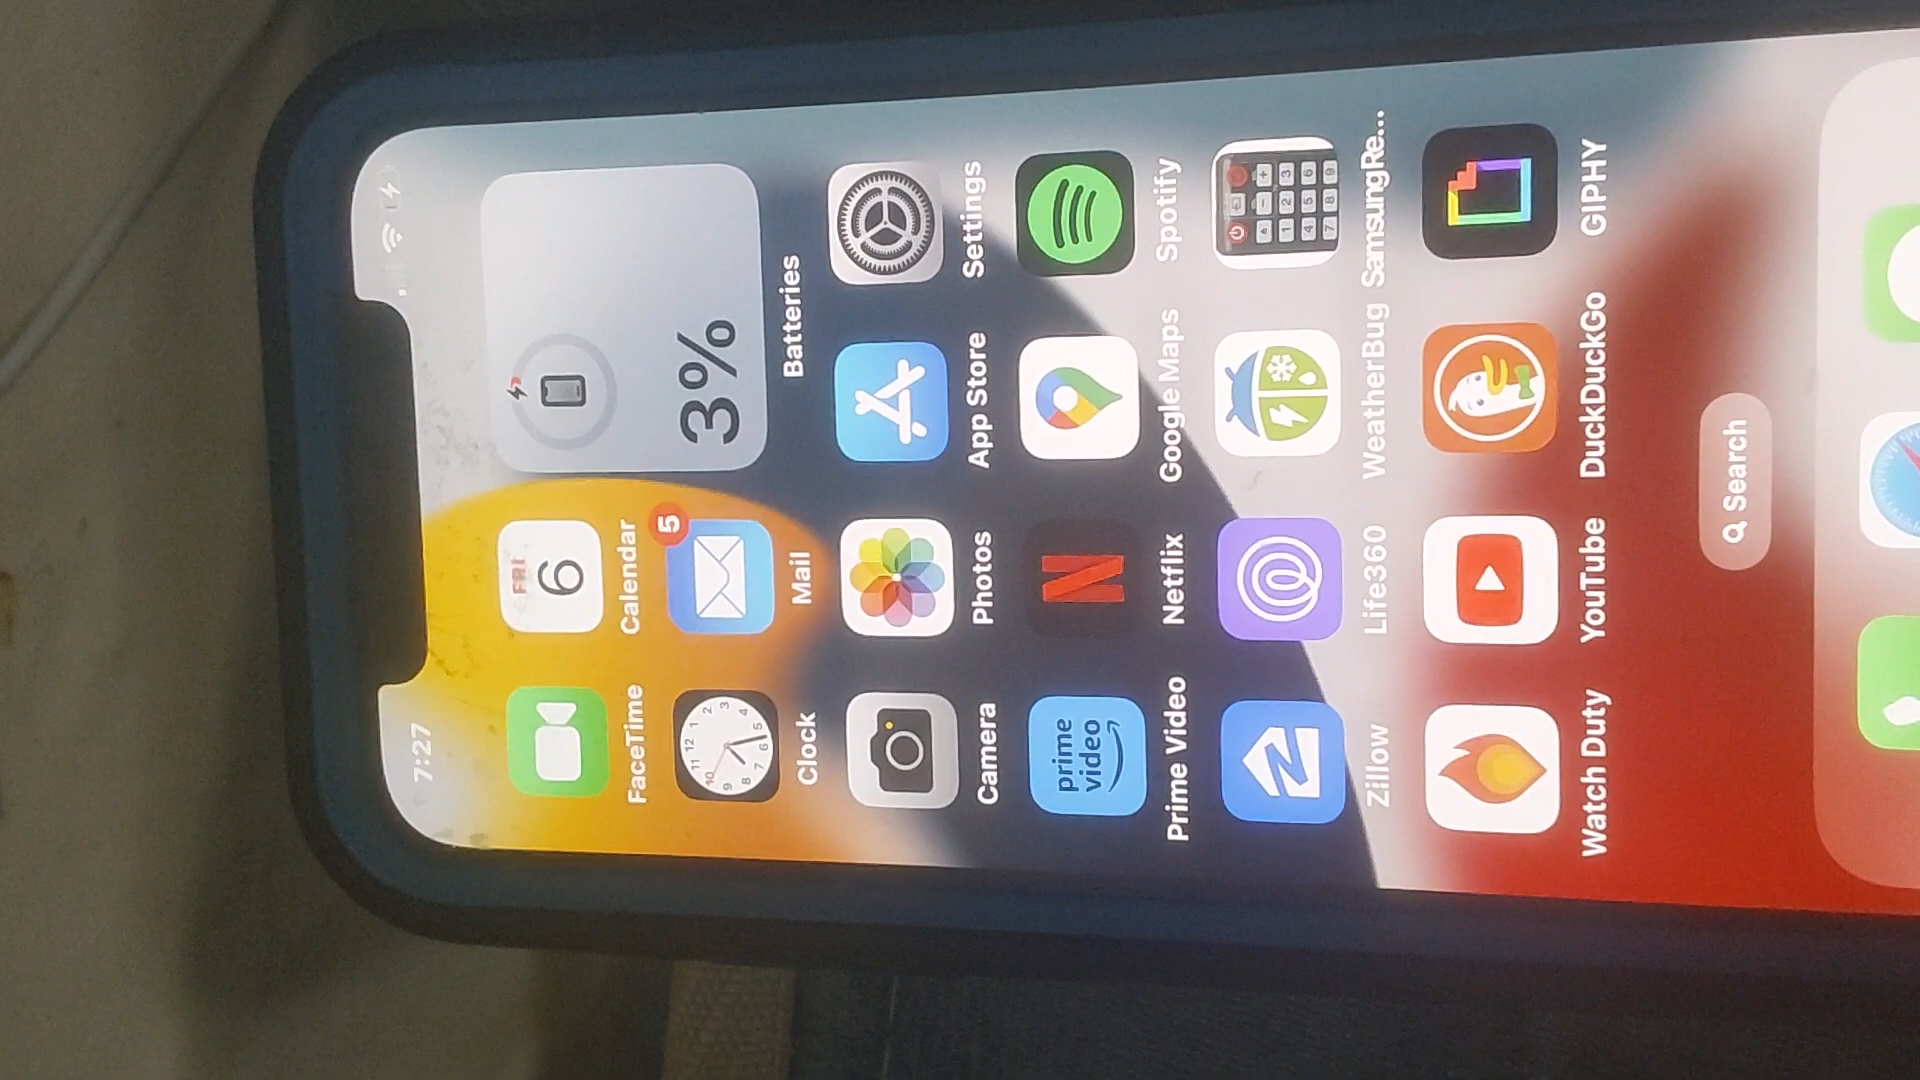 7:27
FRI
6
3%
FaceTime
Calendar
Batteries
5
Clock
Mail
Camera
Photos
App Store
Settings
prime
video
Prime Video
Netflix
Google Maps
Spotify
Zillow
Life360
WeatherBug
SamsungRe...
Watch Duty
YouTube
DuckDuckGo
GIPHY
Search